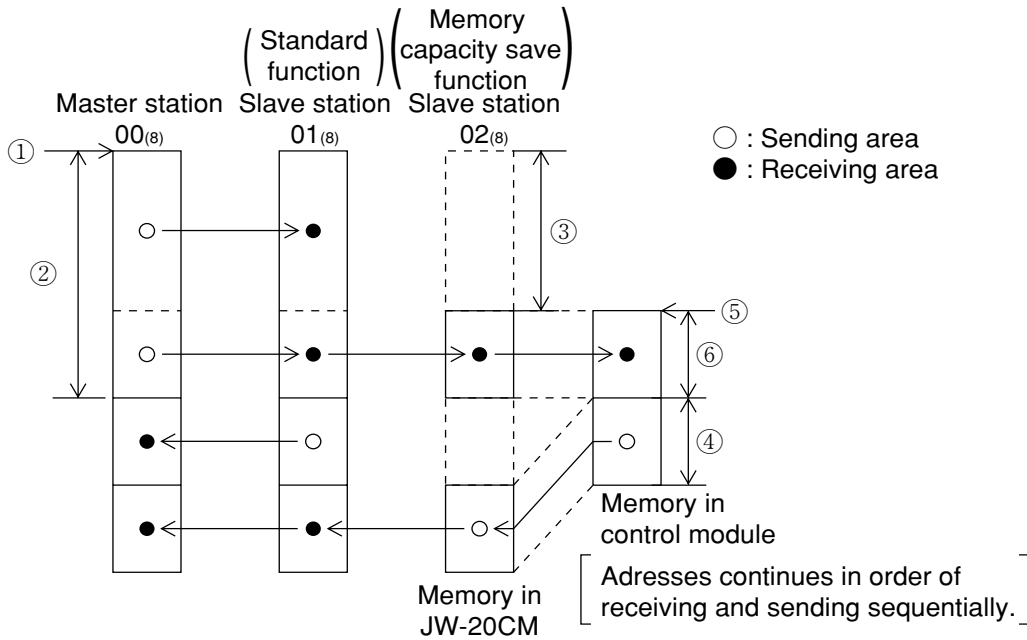 Memory
capacity save
function
Standard
function
Master station
00(8)
Slave station
01(8)
Slave station
02(8)
①
②
③
④
⑤
⑥
○ : Sending area
● : Receiving area
Memory in
control module
Memory in
JW-20CM
Adresses continues in order of
receiving and sending sequentially.